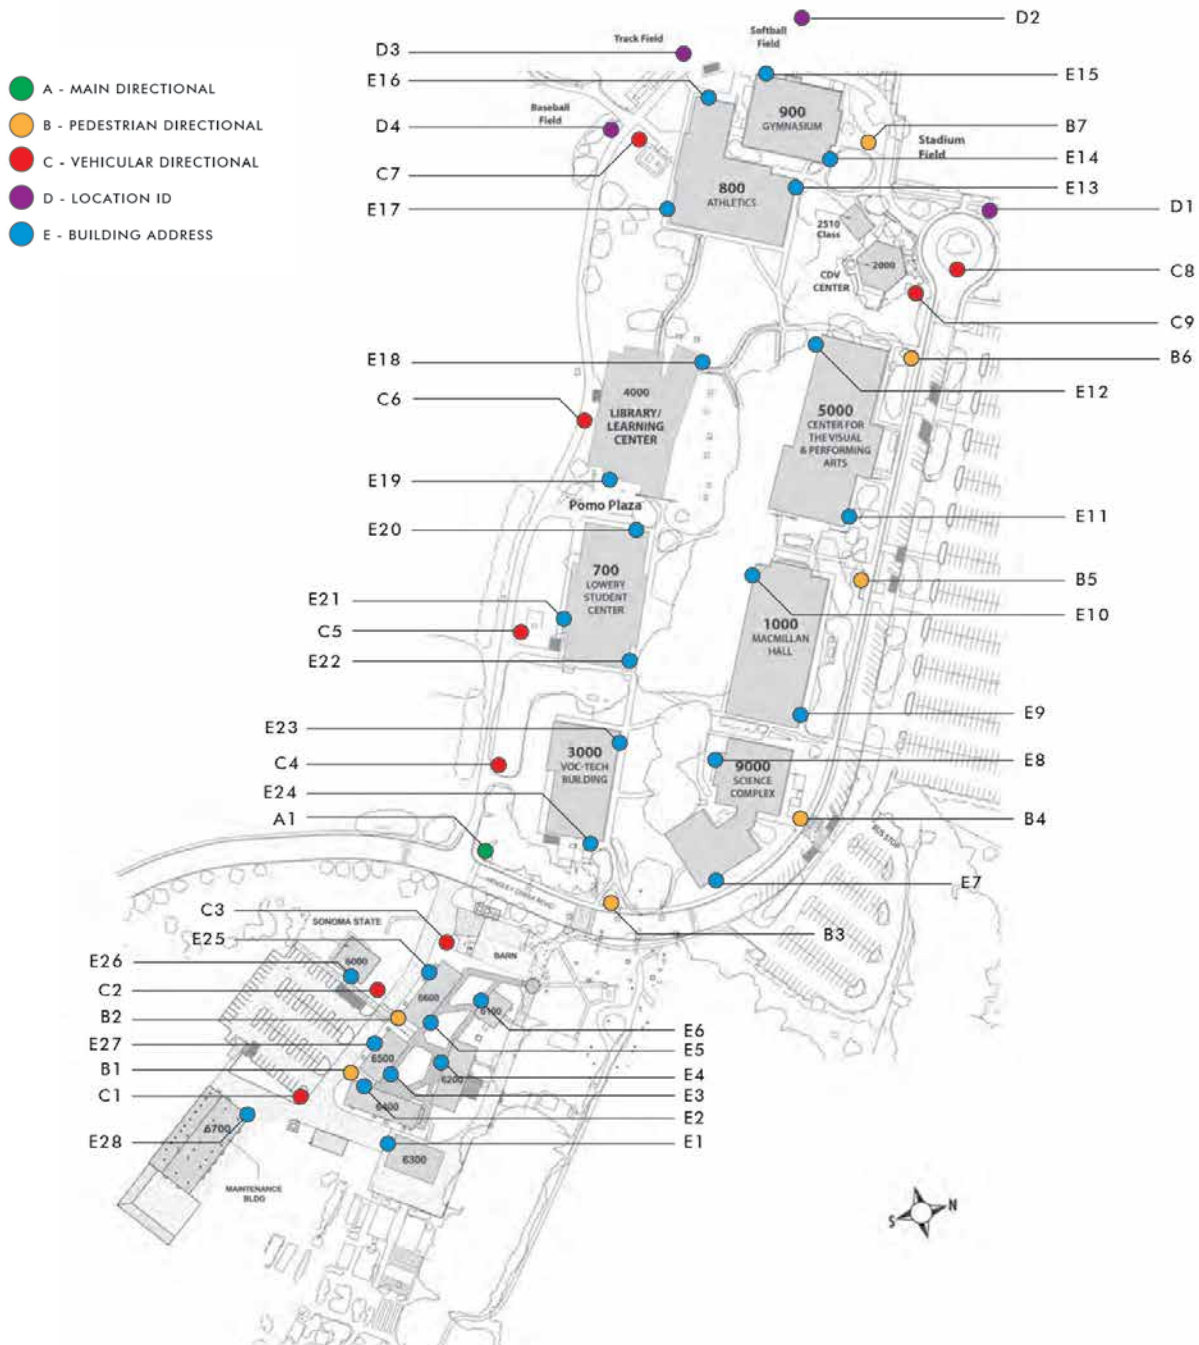 D2
Softball
Field
Track Field
D3
E16
E15
A - MAIN DIRECTIONAL
B - PEDESTRIAN DIRECTIONAL
C - VEHICULAR DIRECTIONAL
D - LOCATION ID
E - BUILDING ADDRESS
Baseball
Field
900
GYMNASIUM
D4
B7
Stadium
Field
C7
E14
800
ATHLETICS
E13
E17
D1
2510
Class
2000
CDV
CENTER
C8
C9
E18
B6
4000
LIBRARY/
LEARNING
CENTER
C6
E12
5000
CENTER FOR
THE VISUAL
& PERFORMING
ARTS
E19
Pomo Plaza
E11
E20
700
LOWERY
STUDENT
CENTER
B5
E21
C5
1000
MACMILLAN
HALL
E10
E22
E9
E23
3000
VOC-TECH
BUILDING
C4
E8
9000
SCIENCE
COMPLEX
E24
A1
B4
BUS STOP
E7
C3
SONOMA STATE
B3
E25
BARN
E26
6000
C2
6600
6100
B2
E6
E27
E5
6500
B1
6200
E4
C1
E3
6400
E2
6700
E28
E1
6300
MAINTENANCE
BLDG
S
N